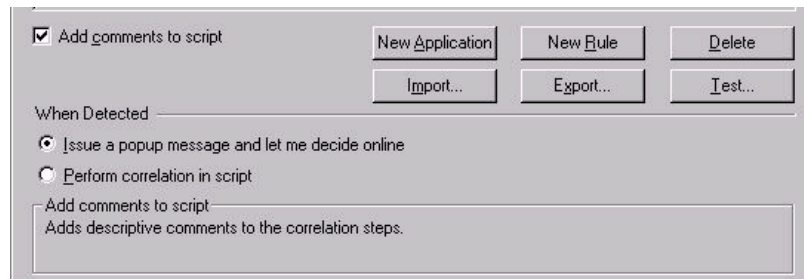 Add comments to script
New Application
New Rule
Delete
Import...
Export...
Test...
When Detected
Issue a popup message and let me decide online
Perform correlation in script
Add comments to script
Adds descriptive comments to the correlation steps.